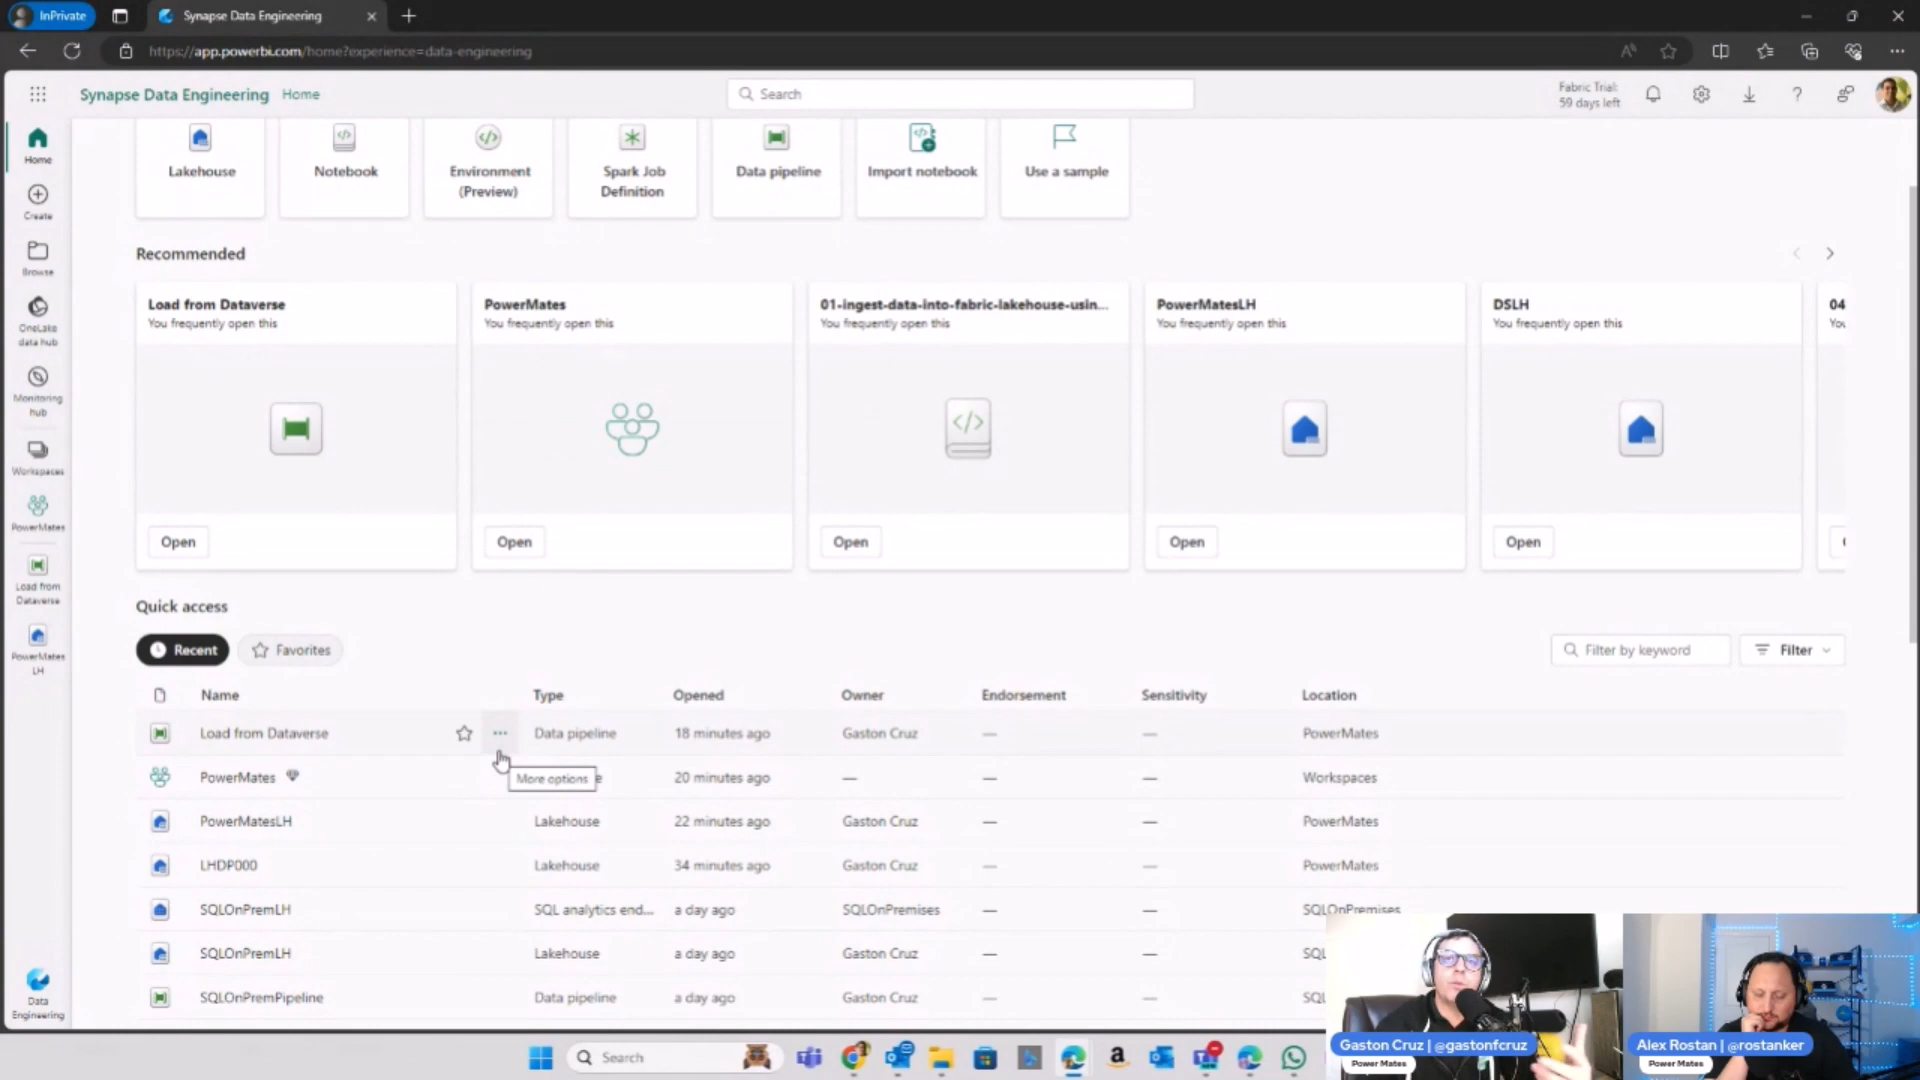 InPrivate
Synapse Data Engineering
https://app.powerbi.com/home?experience=data-engineering
Synapse Data Engineering Home
Search
Fabric Trial:
59 days left
Home
Create
Browse
OneLake
data hub
Monitoring
hub
Workspaces
PowerMates
Load from
Dataverse
PowerMates
LH
Data
Engineering
Lakehouse
Notebook
Environment
(Preview)
Spark Job
Definition
Data pipeline
Import notebook
Use a sample
Recommended
Load from Dataverse
You frequently open this
Open
PowerMates
You frequently open this
Open
01-ingest-data-into-fabric-lakehouse-usin...
You frequently open this
Open
PowerMatesLH
You frequently open this
Open
DSLH
You frequently open this
Open
04
You
Quick access
Recent
Favorites
Filter by keyword
Filter
Name Type Opened Owner Endorsement Sensitivity Location
Load from Dataverse ... Data pipeline 18 minutes ago Gaston Cruz — — PowerMates
More options
PowerMates e 20 minutes ago — — — Workspaces
PowerMatesLH Lakehouse 22 minutes ago Gaston Cruz — — PowerMates
LHDP000 Lakehouse 34 minutes ago Gaston Cruz — — PowerMates
SQLOnPremLH SQL analytics end... a day ago SQLOnPremises — — SQLOnPremises
SQLOnPremLH Lakehouse a day ago Gaston Cruz — — SQL
SQLOnPremPipeline Data pipeline a day ago Gaston Cruz — — SQL
Gaston Cruz | @gastonfcruz
Power Mates
Alex Rostan | @rostanker
Power Mates
Search